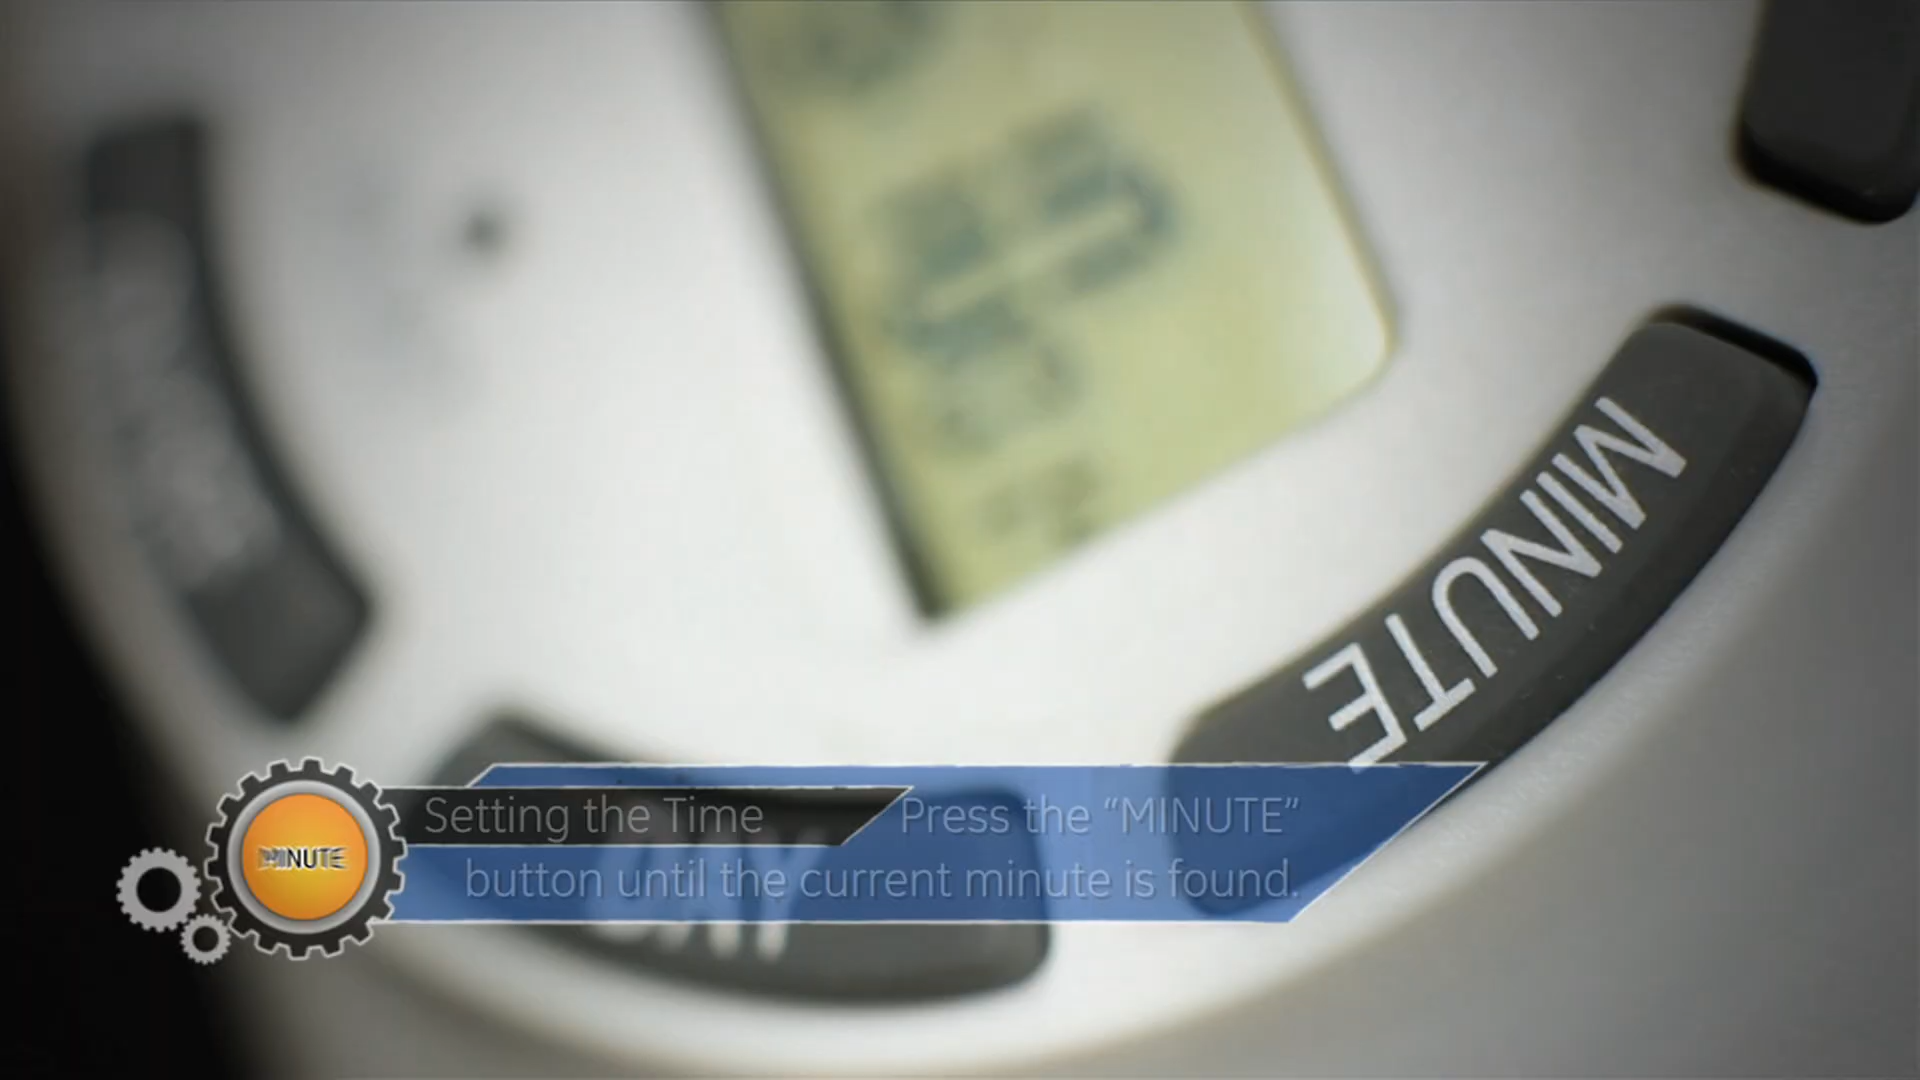 MINUTE
Setting the Time
Press the “MINUTE”
button until the current minute is found.
MINUTE